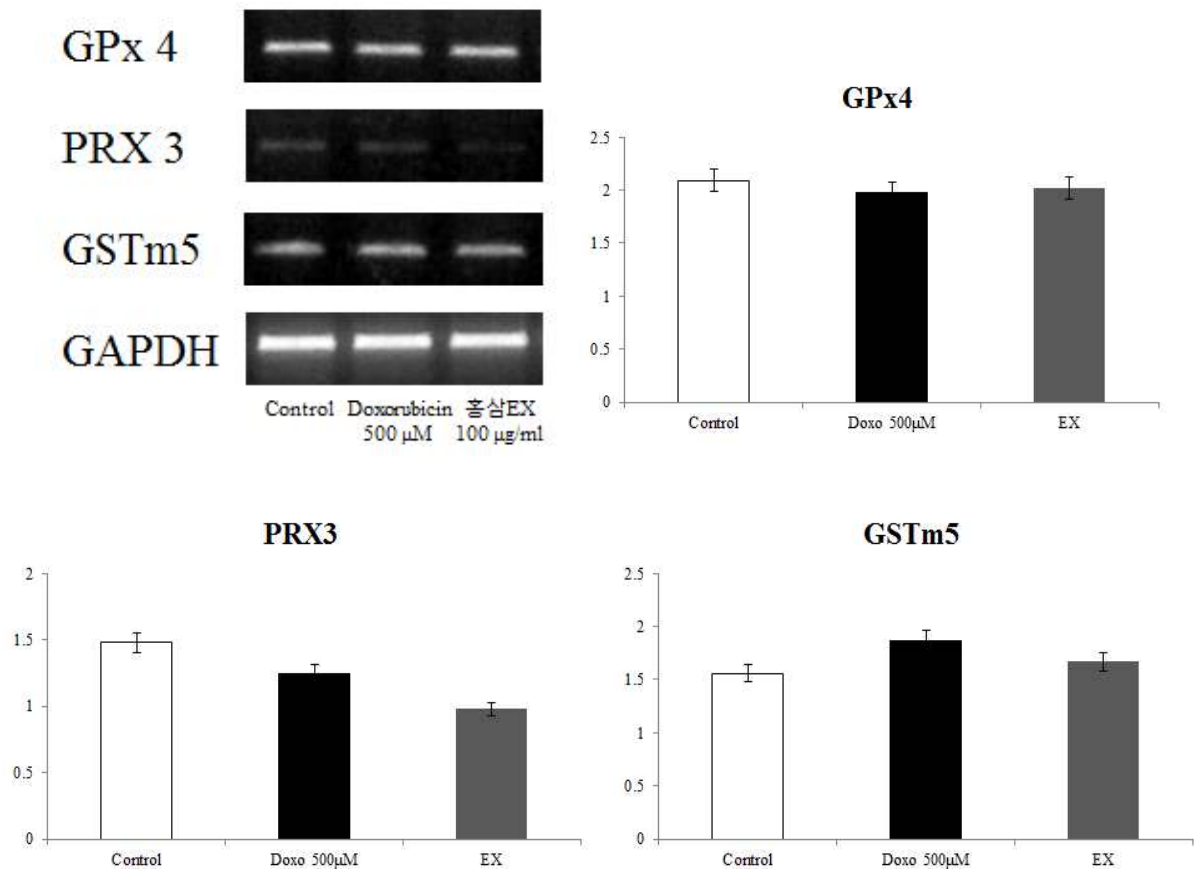 GPx 4
PRX 3
GSTm5
GAPDH
Control Doxorubicin 홍삼EX
500 μM 100 μg/ml
GPx4
2.5
2
1.5
1
0.5
0
Control Doxo 500μM EX
PRX3
2
1.5
1
0.5
0
Control Doxo 500μM EX
GSTm5
2.5
2
1.5
1
0.5
0
Control Doxo 500μM EX